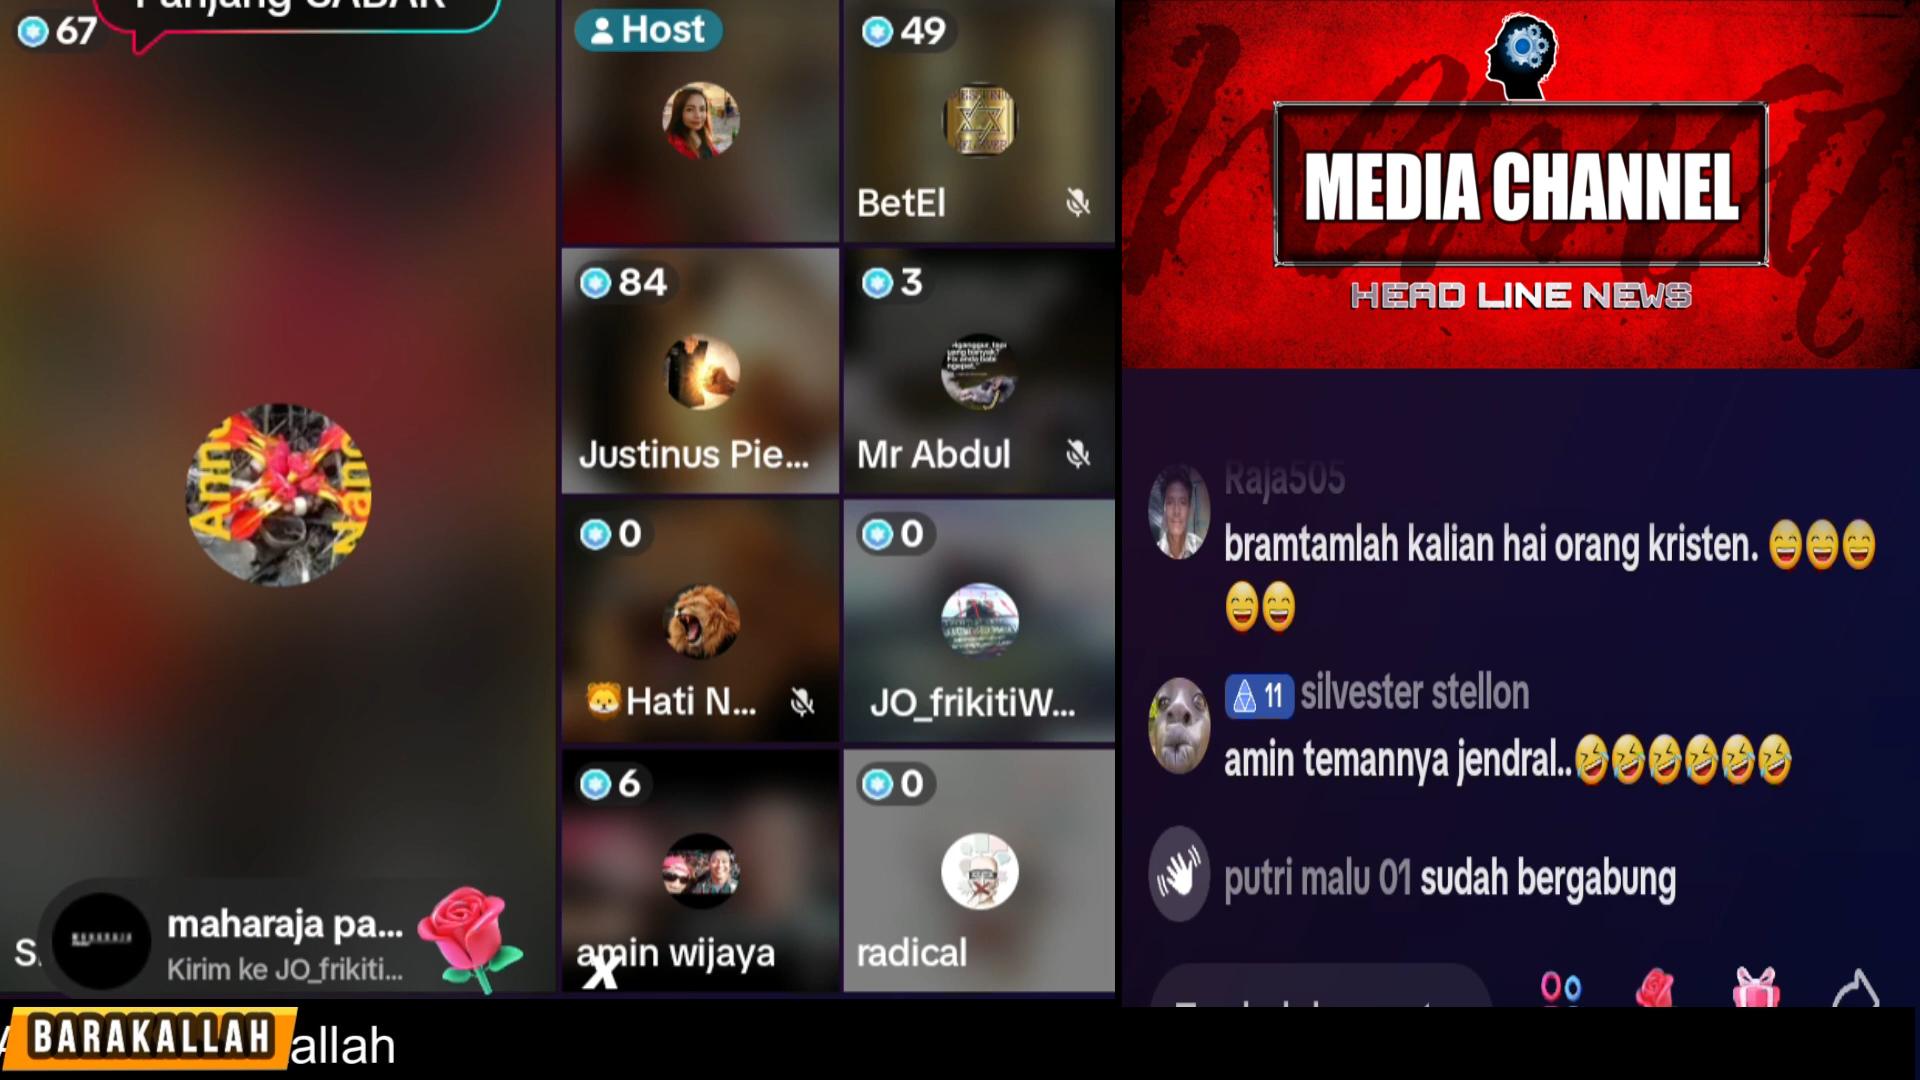 Panjang SABAR
67
Host
49
BetEl
84
Justinus Pie...
3
Mr Abdul
0
Hati N...
0
JO_frikitiW...
6
amin wijaya
0
radical
maharaja pa...
Kirim ke JO_frikiti...
S.
X
MEDIA CHANNEL
HEAD LINE NEWS
Raja505
bramtamlah kalian hai orang kristen. 😄😄😄
😄😄
11 silvester stellon
amin temannya jendral..🤣🤣🤣🤣🤣🤣
putri malu 01 sudah bergabung
BARAKALLAH allah